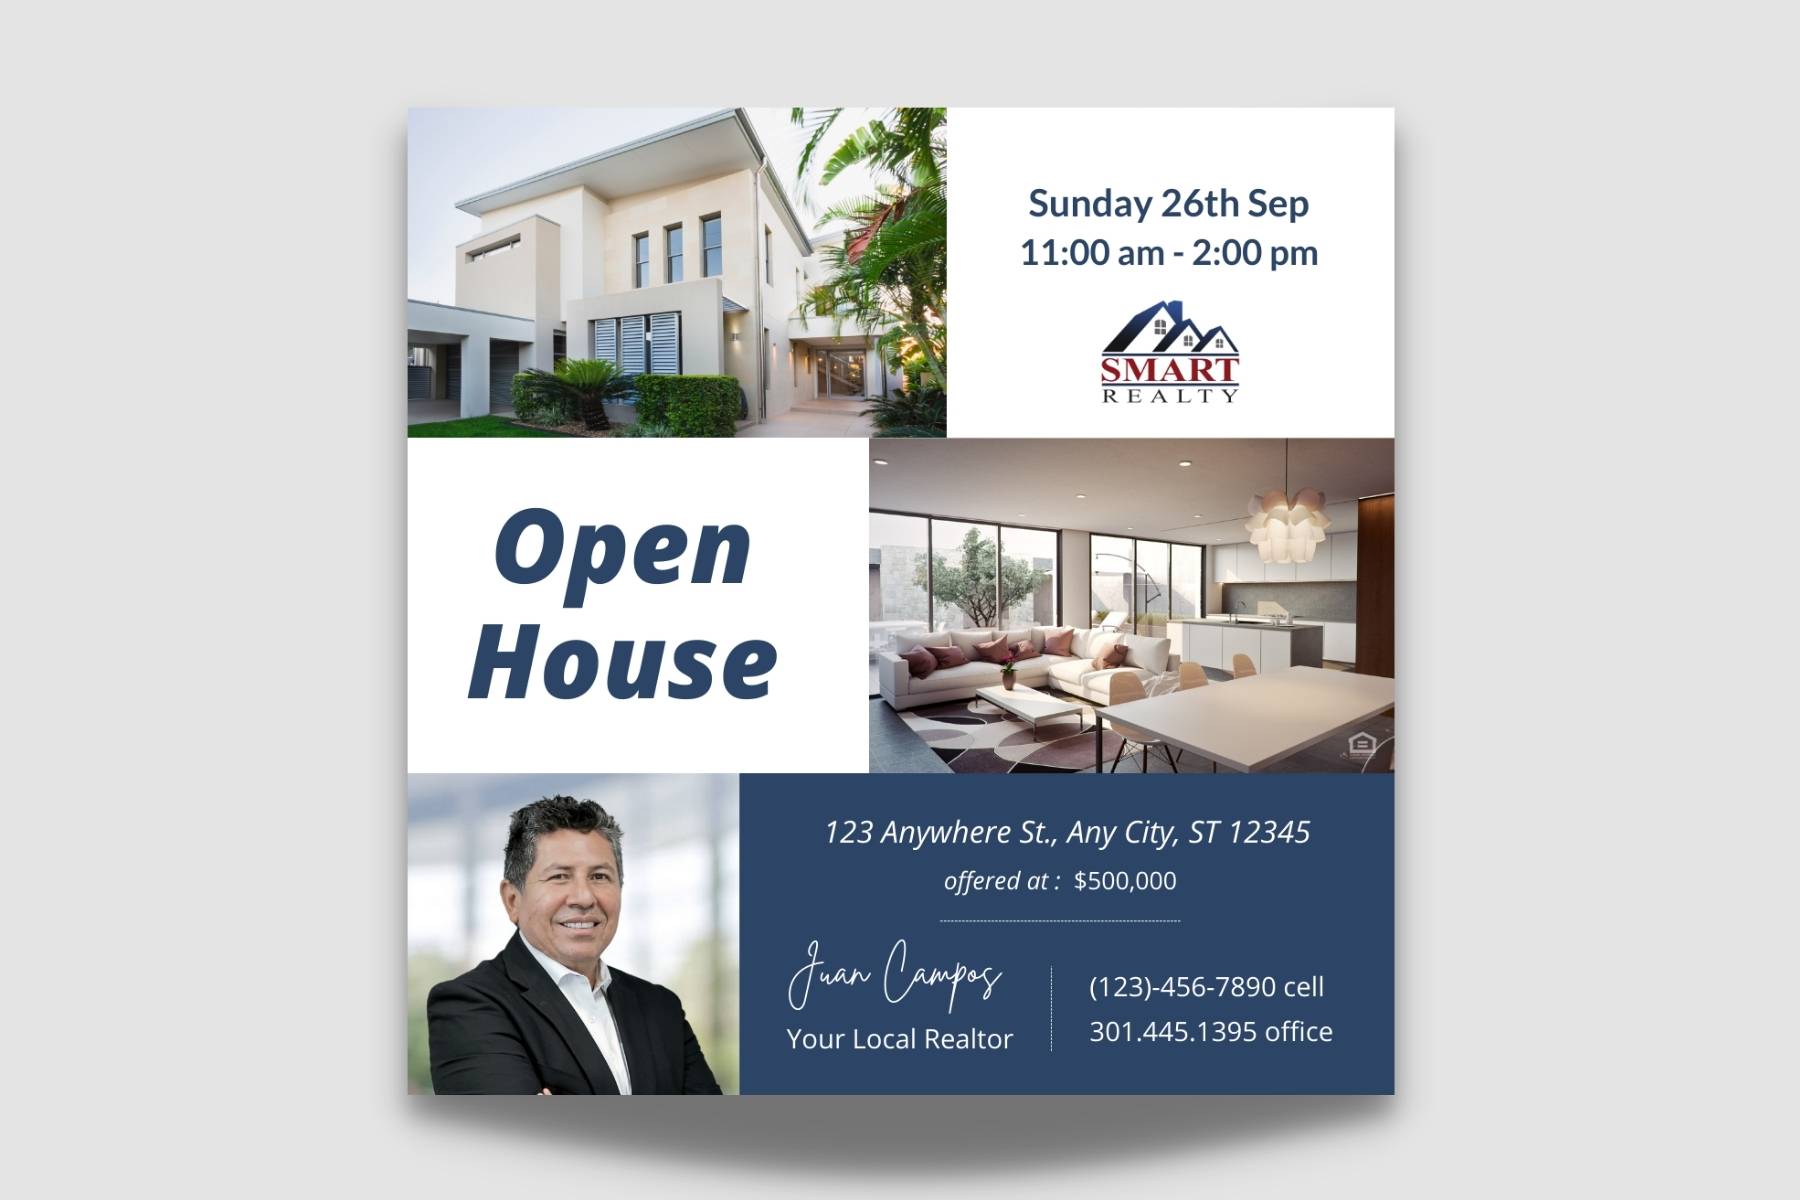 Sunday 26th Sep
11:00 am - 2:00 pm
SMART
REALTY
Open
House
123 Anywhere St., Any City, ST 12345
offered at : $500,000
Juan Campos
Your Local Realtor
(123)-456-7890 cell
301.445.1395 office